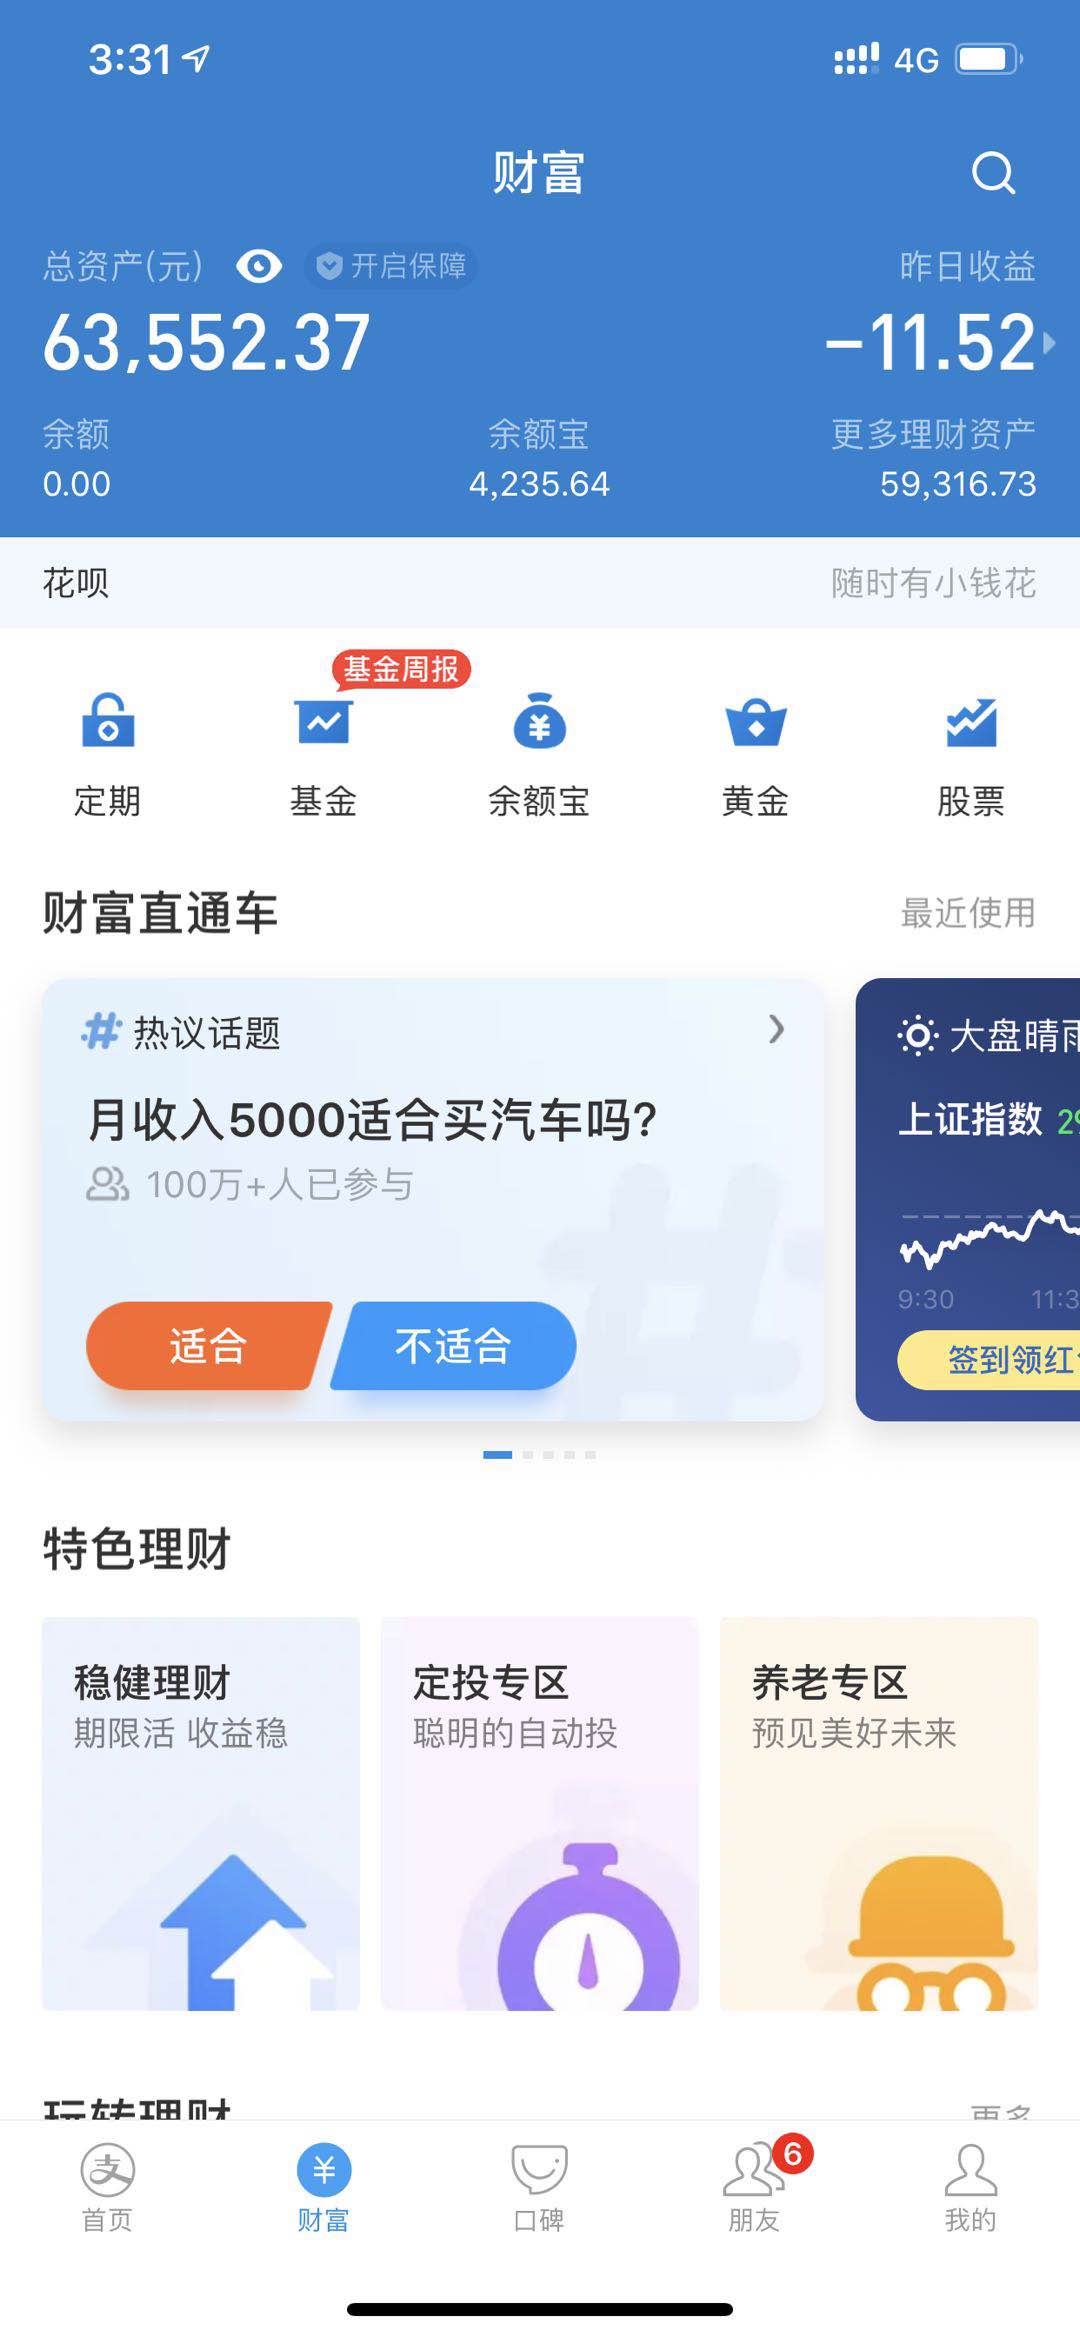 3:31 4G
财富
总资产(元) 开启保障 昨日收益
63,552.37 -11.52
余额 余额宝 更多理财资产
0.00 4,235.64 59,316.73
花呗 随时有小钱花
基金周报
定期 基金 余额宝 黄金 股票
财富直通车 最近使用
# 热议话题
月收入5000适合买汽车吗?
100万+人已参与
适合 不适合
大盘晴雨
上证指数
9:30 11:3
签到领红
特色理财
稳健理财 定投专区 养老专区
期限活 收益稳 聪明的自动投 预见美好未来
玩转理财 更多
6
首页 财富 口碑 朋友 我的